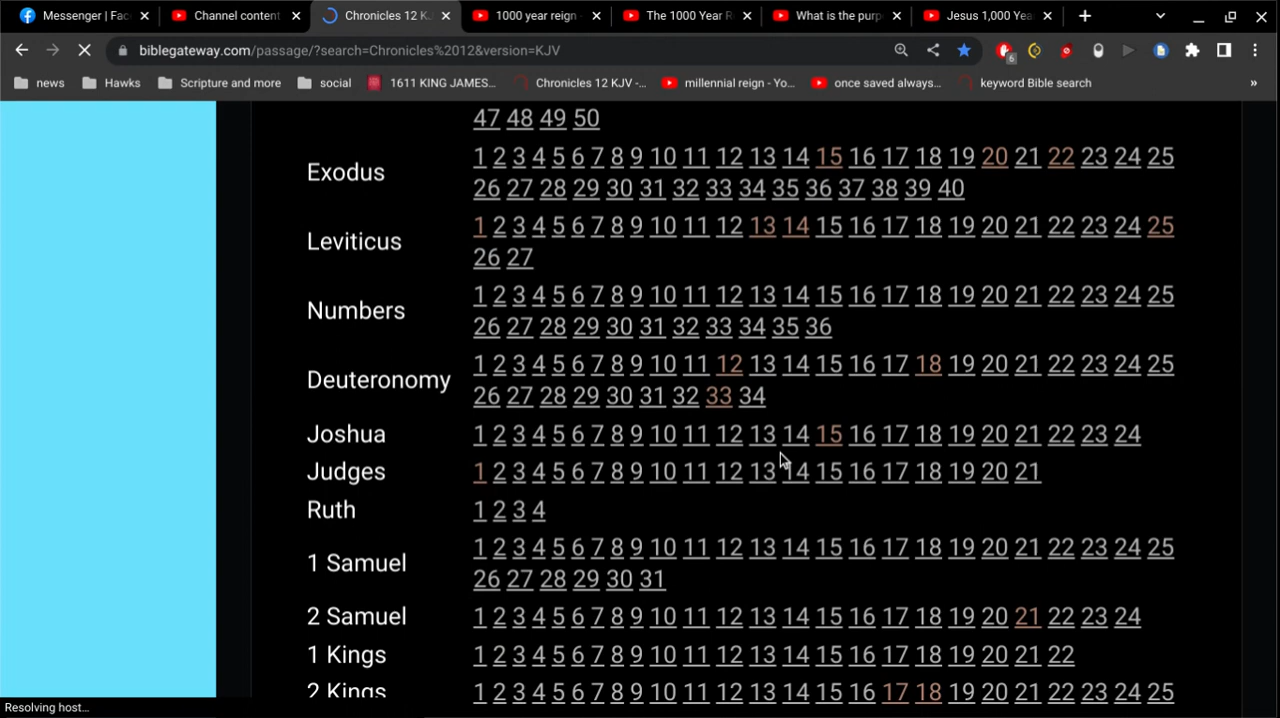 Messenger | Fac
Channel content
Chronicles 12 KJ
1000 year reign -
The 1000 Year R
What is the purp
Jesus 1,000 Yea
biblegateway.com/passage/?search=Chronicles%2012&version=KJV
6
news
Hawks
Scripture and more
social
1611 KING JAMES...
Chronicles 12 KJV -...
millennial reign - Yo...
once saved always...
keyword Bible search
»
47 48 49 50
Exodus
1 2 3 4 5 6 7 8 9 10 11 12 13 14 15 16 17 18 19 20 21 22 23 24 25
26 27 28 29 30 31 32 33 34 35 36 37 38 39 40
Leviticus
1 2 3 4 5 6 7 8 9 10 11 12 13 14 15 16 17 18 19 20 21 22 23 24 25
26 27
Numbers
1 2 3 4 5 6 7 8 9 10 11 12 13 14 15 16 17 18 19 20 21 22 23 24 25
26 27 28 29 30 31 32 33 34 35 36
Deuteronomy
1 2 3 4 5 6 7 8 9 10 11 12 13 14 15 16 17 18 19 20 21 22 23 24 25
26 27 28 29 30 31 32 33 34
Joshua
1 2 3 4 5 6 7 8 9 10 11 12 13 14 15 16 17 18 19 20 21 22 23 24
Judges
1 2 3 4 5 6 7 8 9 10 11 12 13 14 15 16 17 18 19 20 21
Ruth
1 2 3 4
1 Samuel
1 2 3 4 5 6 7 8 9 10 11 12 13 14 15 16 17 18 19 20 21 22 23 24 25
26 27 28 29 30 31
2 Samuel
1 2 3 4 5 6 7 8 9 10 11 12 13 14 15 16 17 18 19 20 21 22 23 24
1 Kings
1 2 3 4 5 6 7 8 9 10 11 12 13 14 15 16 17 18 19 20 21 22
2 Kings
1 2 3 4 5 6 7 8 9 10 11 12 13 14 15 16 17 18 19 20 21 22 23 24 25
Resolving host...